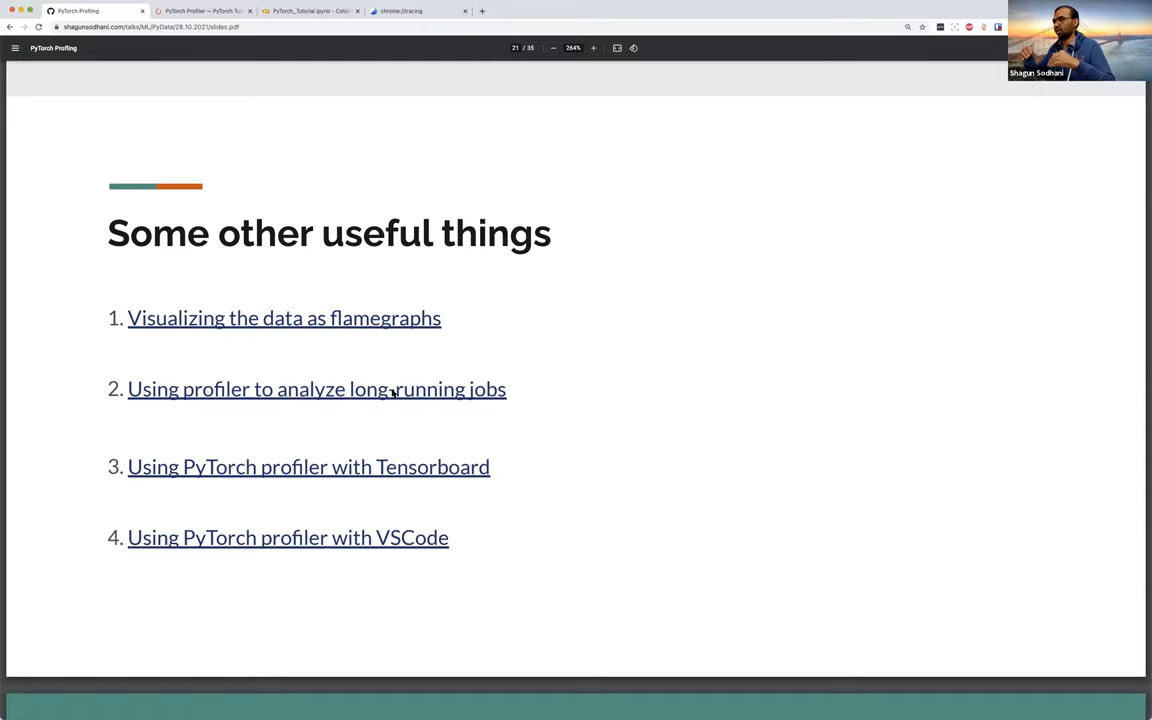 PyTorch Profling
PyTorch Profiler — PyTorch Tut
PyTorch_Tutorial.ipynb - Colab
chrome://tracing
shagunsodhani.com/talks/ML/PyData/28.10.2021/slides.pdf
PyTorch Profling
21 / 35
264%
Shagun Sodhani
Some other useful things
1. Visualizing the data as flamegraphs
2. Using profiler to analyze long-running jobs
3. Using PyTorch profiler with Tensorboard
4. Using PyTorch profiler with VSCode